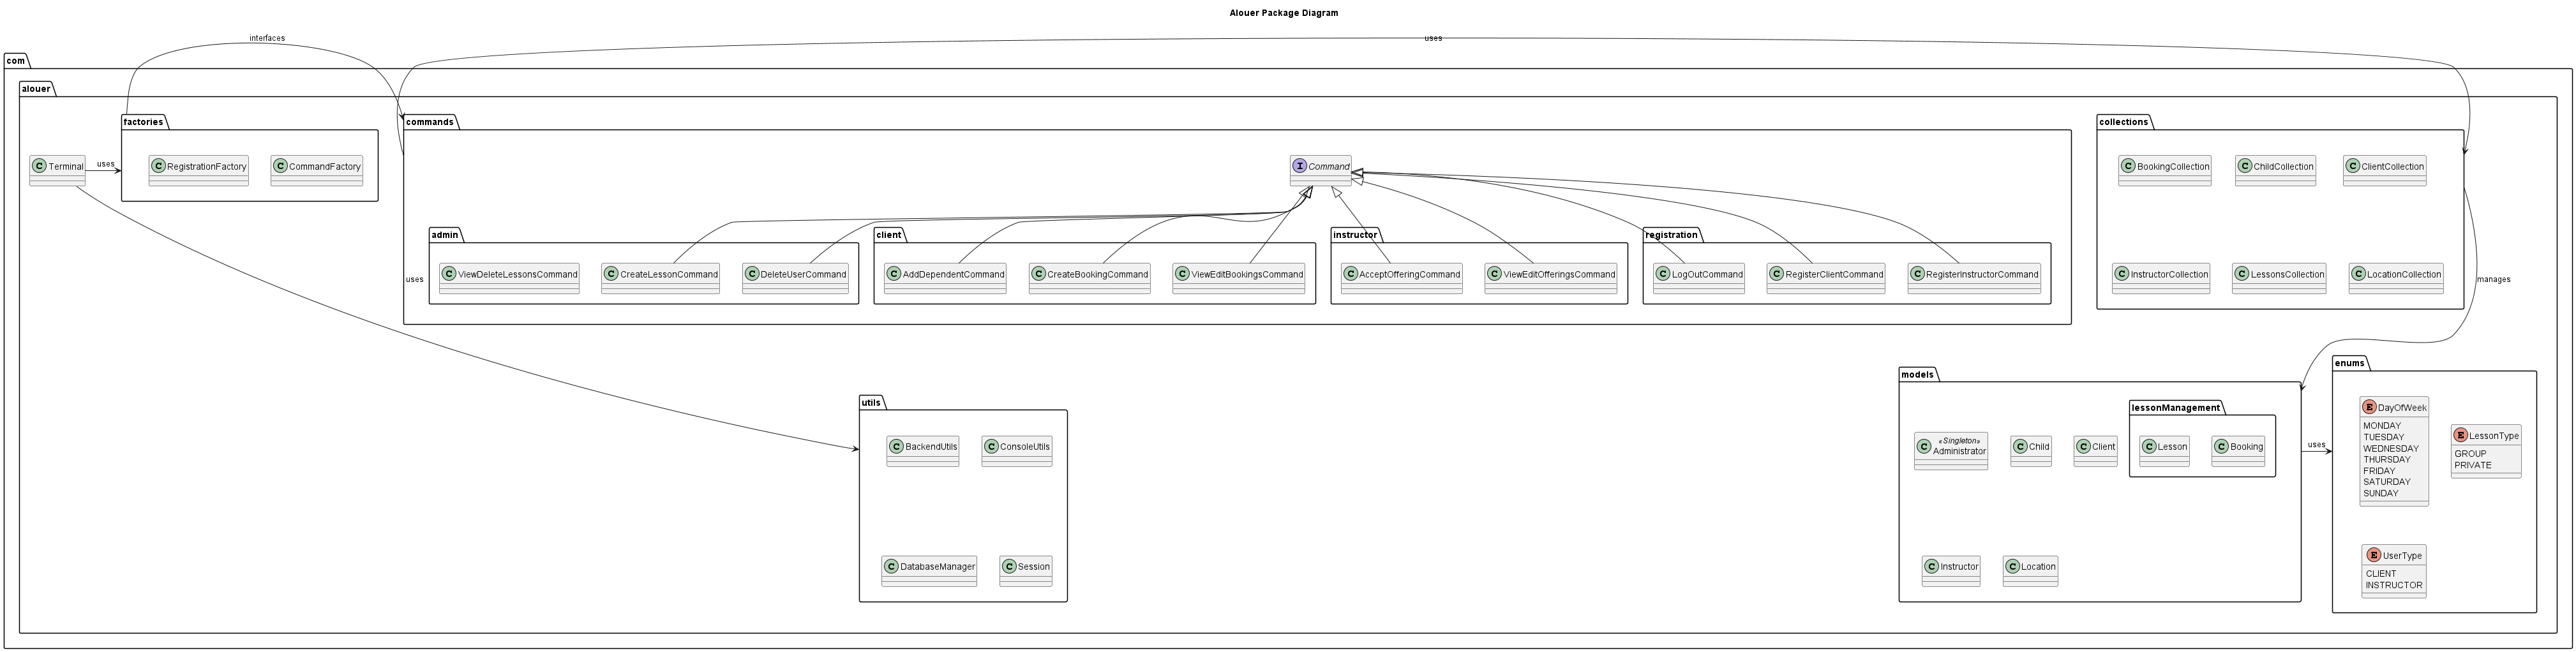 Alouer Package Diagram
interfaces
uses
com
alouer
factories
commands
collections
C Terminal
uses
C RegistrationFactory
C CommandFactory
I Command
C BookingCollection
C ChildCollection
C ClientCollection
admin
client
instructor
registration
uses
C ViewDeleteLessonsCommand
C CreateLessonCommand
C DeleteUserCommand
C AddDependentCommand
C CreateBookingCommand
C ViewEditBookingsCommand
C AcceptOfferingCommand
C ViewEditOfferingsCommand
C LogOutCommand
C RegisterClientCommand
C RegisterInstructorCommand
C InstructorCollection
C LessonsCollection
C LocationCollection
manages
utils
C BackendUtils
C ConsoleUtils
C DatabaseManager
C Session
models
lessonManagement
C «Singleton»
Administrator
C Child
C Client
C Lesson
C Booking
C Instructor
C Location
uses
enums
E DayOfWeek
MONDAY
TUESDAY
WEDNESDAY
THURSDAY
FRIDAY
SATURDAY
SUNDAY
E LessonType
GROUP
PRIVATE
E UserType
CLIENT
INSTRUCTOR